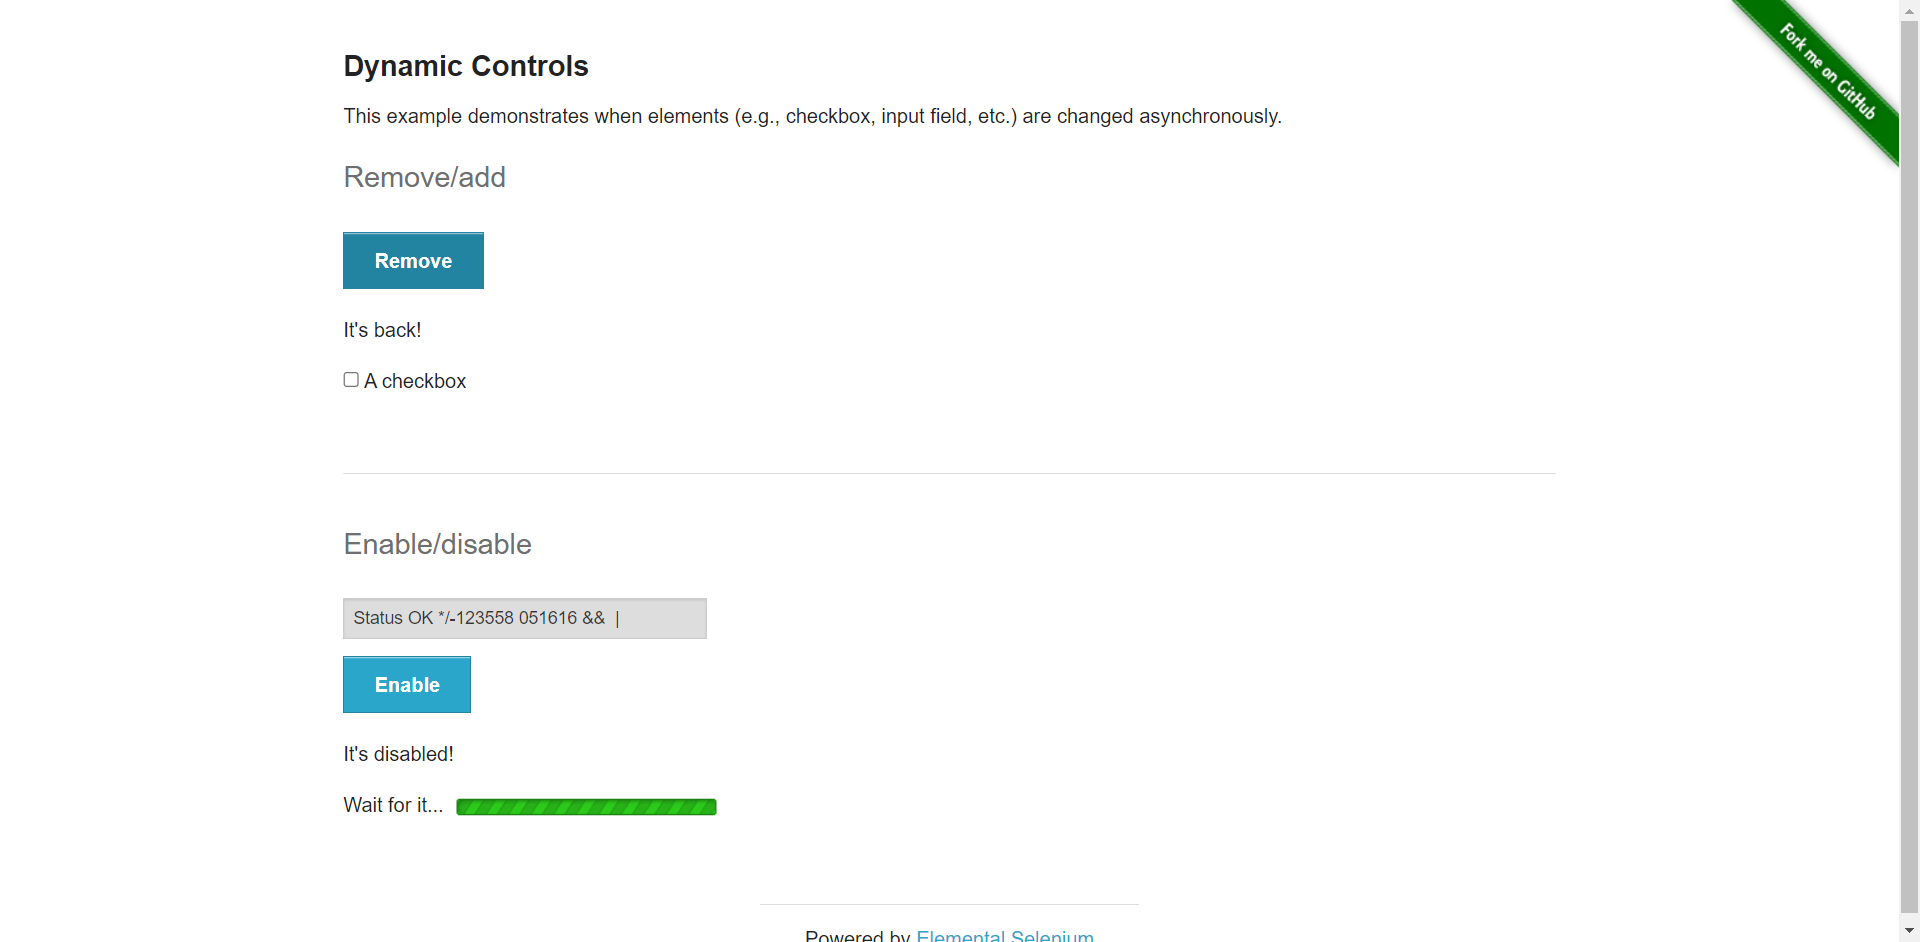 Fork me on GitHub
Dynamic Controls
This example demonstrates when elements (e.g., checkbox, input field, etc.) are changed asynchronously.
Remove/add
Remove
It's back!
A checkbox
Enable/disable
Status OK */-123558 051616 &&  |
Enable
It's disabled!
Wait for it...
Powered by Elemental Selenium